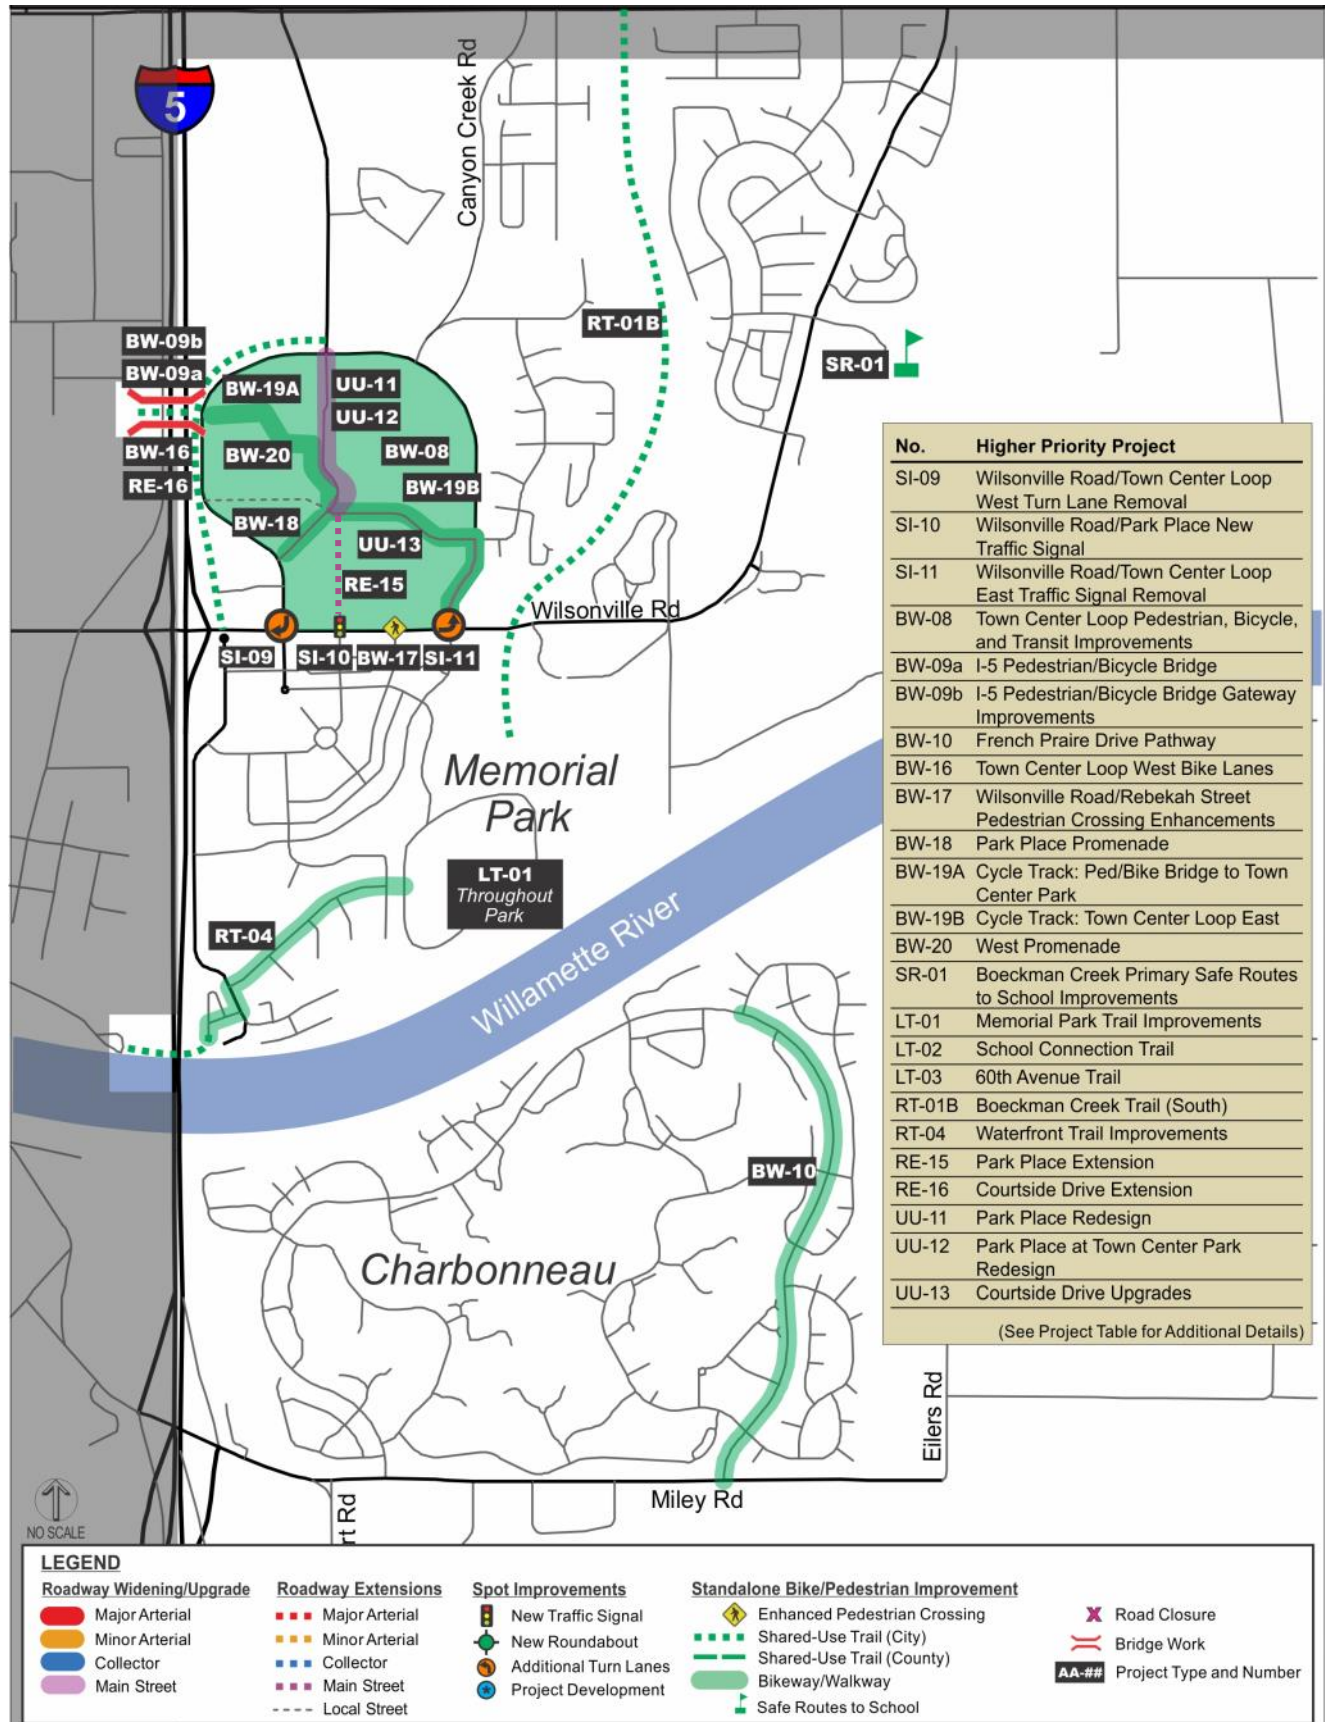 5
Canyon Creek Rd
BW-09b
BW-09a
BW-19A
UU-11
UU-12
RT-01B
SR-01
BW-16
RE-16
BW-20
BW-08
BW-19B
BW-18
UU-13
RE-15
Wilsonville Rd
SI-09
SI-10
BW-17
SI-11
Memorial
Park
LT-01
Throughout
Park
RT-04
Willamette River
BW-10
Charbonneau
Eilers Rd
Miley Rd
rt Rd
NO SCALE
No. Higher Priority Project
SI-09 Wilsonville Road/Town Center Loop
West Turn Lane Removal
SI-10 Wilsonville Road/Park Place New
Traffic Signal
SI-11 Wilsonville Road/Town Center Loop
East Traffic Signal Removal
BW-08 Town Center Loop Pedestrian, Bicycle,
and Transit Improvements
BW-09a I-5 Pedestrian/Bicycle Bridge
BW-09b I-5 Pedestrian/Bicycle Bridge Gateway
Improvements
BW-10 French Praire Drive Pathway
BW-16 Town Center Loop West Bike Lanes
BW-17 Wilsonville Road/Rebekah Street
Pedestrian Crossing Enhancements
BW-18 Park Place Promenade
BW-19A Cycle Track: Ped/Bike Bridge to Town
Center Park
BW-19B Cycle Track: Town Center Loop East
BW-20 West Promenade
SR-01 Boeckman Creek Primary Safe Routes
to School Improvements
LT-01 Memorial Park Trail Improvements
LT-02 School Connection Trail
LT-03 60th Avenue Trail
RT-01B Boeckman Creek Trail (South)
RT-04 Waterfront Trail Improvements
RE-15 Park Place Extension
RE-16 Courtside Drive Extension
UU-11 Park Place Redesign
UU-12 Park Place at Town Center Park
Redesign
UU-13 Courtside Drive Upgrades
(See Project Table for Additional Details)
LEGEND
Roadway Widening/Upgrade
Major Arterial
Minor Arterial
Collector
Main Street
Roadway Extensions
Major Arterial
Minor Arterial
Collector
Main Street
Local Street
Spot Improvements
New Traffic Signal
New Roundabout
Additional Turn Lanes
Project Development
Standalone Bike/Pedestrian Improvement
Enhanced Pedestrian Crossing
Shared-Use Trail (City)
Shared-Use Trail (County)
Bikeway/Walkway
Safe Routes to School
Road Closure
Bridge Work
AA-## Project Type and Number